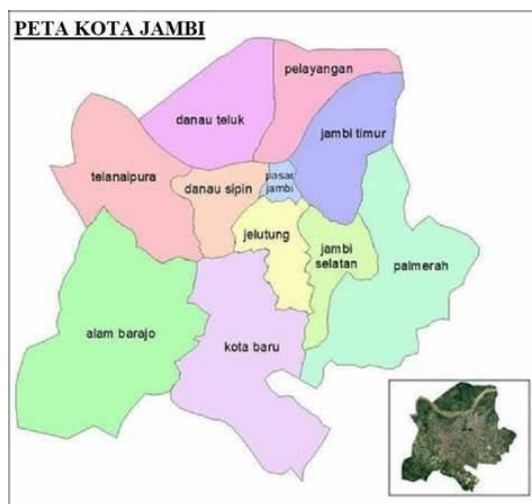 PETA KOTA JAMBI
pelayangan
danau teluk
jambi timur
telanaipura
pasar
jambi
danau sipin
jelutung
jambi
selatan
palmerah
alam barajo
kota baru